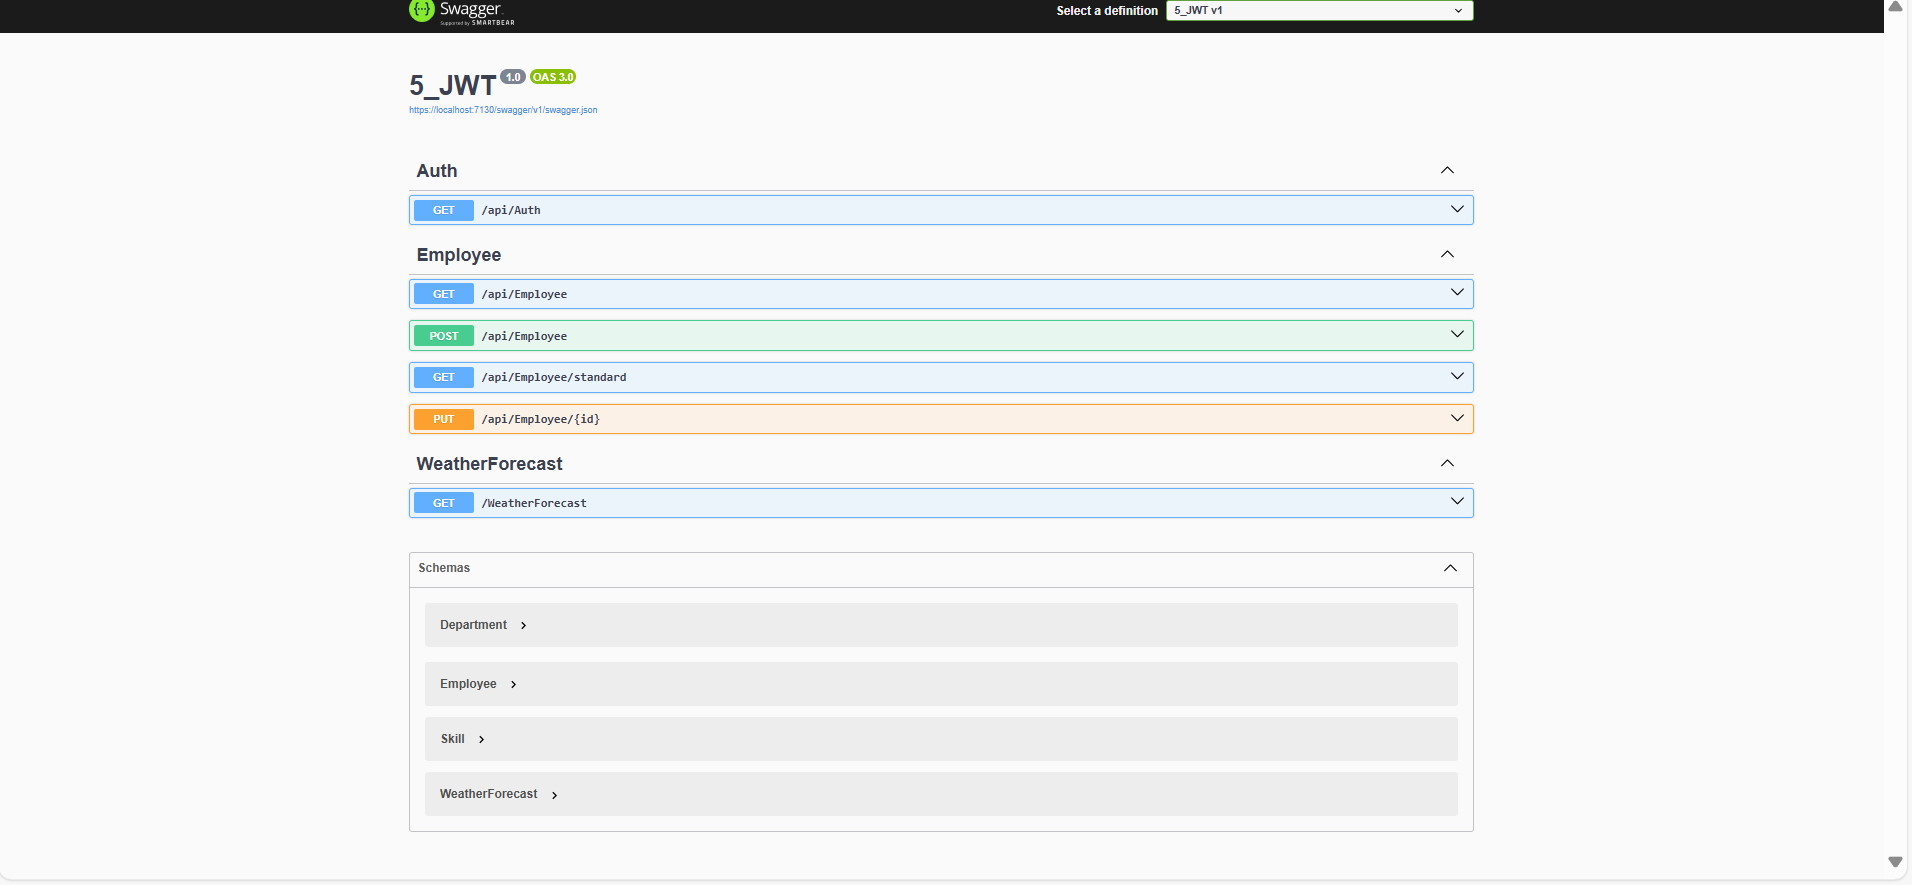 Swagger
Supported by SMARTBEAR
Select a definition
5_JWT v1
5_JWT 1.0 OAS 3.0
https://localhost:7130/swagger/v1/swagger.json
Auth
GET /api/Auth
Employee
GET /api/Employee
POST /api/Employee
GET /api/Employee/standard
PUT /api/Employee/{id}
WeatherForecast
GET /WeatherForecast
Schemas
Department
Employee
Skill
WeatherForecast